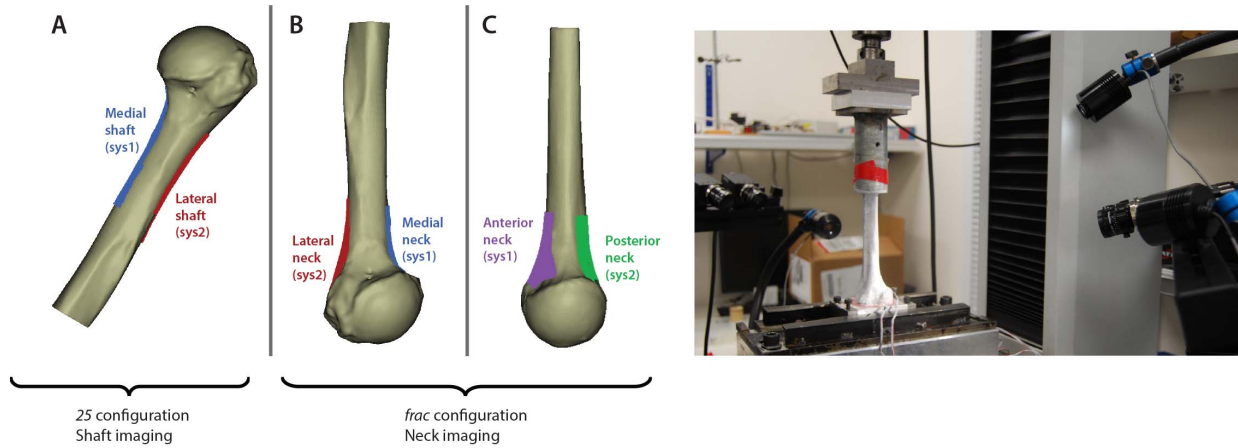 A
B
C
Medial
shaft
(sys1)
Lateral
shaft
(sys2)
Lateral
neck
(sys2)
Medial
neck
(sys1)
Anterior
neck
(sys1)
Posterior
neck
(sys2)
25 configuration
Shaft imaging
frac configuration
Neck imaging